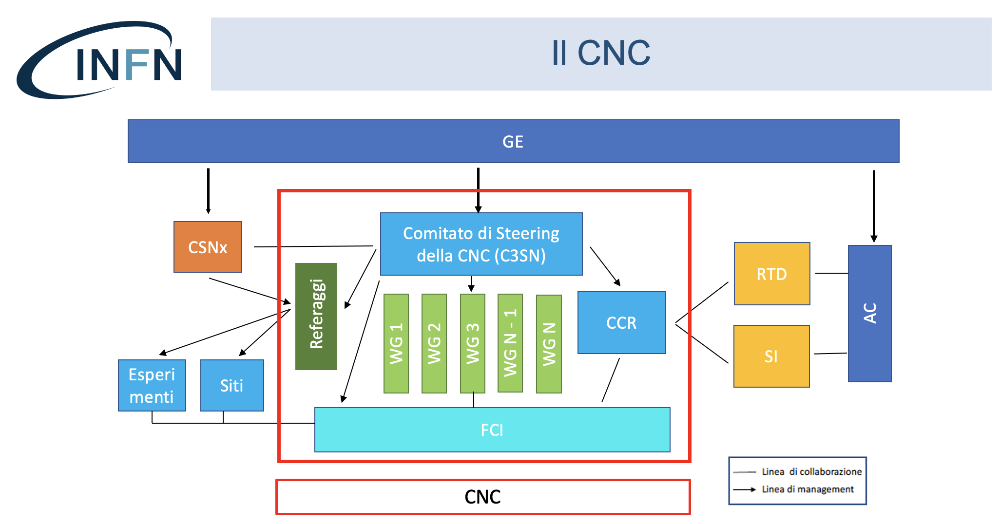 INFN
Il CNC
GE
CSNx
Comitato di Steering
della CNC (C3SN)
Referaggi
WG 1
WG 2
WG 3
WG N - 1
WG N
CCR
RTD
SI
AC
Esperi
menti
Siti
FCI
CNC
Linea di collaborazione
Linea di management